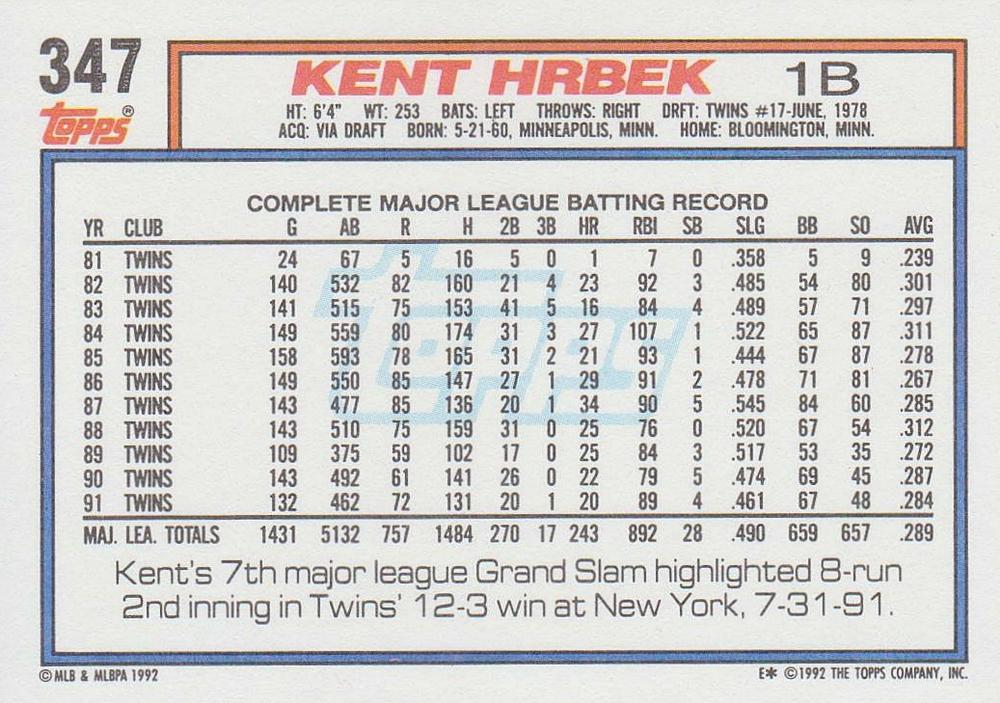 347
Topps®
KENT HRBEK 1B
HT: 6'4" WT: 253 BATS: LEFT THROWS: RIGHT DRFT: TWINS #17-JUNE, 1978
ACQ: VIA DRAFT BORN: 5-21-60, MINNEAPOLIS, MINN. HOME: BLOOMINGTON, MINN.
Topps
COMPLETE MAJOR LEAGUE BATTING RECORD
YR CLUB G AB R H 2B 3B HR RBI SB SLG BB SO AVG
81 TWINS 24 67 5 16 5 0 1 7 0 .358 5 9 .239
82 TWINS 140 532 82 160 21 4 23 92 3 .485 54 80 .301
83 TWINS 141 515 75 153 41 5 16 84 4 .489 57 71 .297
84 TWINS 149 559 80 174 31 3 27 107 1 .522 65 87 .311
85 TWINS 158 593 78 165 31 2 21 93 1 .444 67 87 .278
86 TWINS 149 550 85 147 27 1 29 91 2 .478 71 81 .267
87 TWINS 143 477 85 136 20 1 34 90 5 .545 84 60 .285
88 TWINS 143 510 75 159 31 0 25 76 0 .520 67 54 .312
89 TWINS 109 375 59 102 17 0 25 84 3 .517 53 35 .272
90 TWINS 143 492 61 141 26 0 22 79 5 .474 69 45 .287
91 TWINS 132 462 72 131 20 1 20 89 4 .461 67 48 .284
MAJ. LEA. TOTALS 1431 5132 757 1484 270 17 243 892 28 .490 659 657 .289
Kent's 7th major league Grand Slam highlighted 8-run
2nd inning in Twins' 12-3 win at New York, 7-31-91.
©MLB & MLBPA 1992 E* ©1992 THE TOPPS COMPANY, INC.